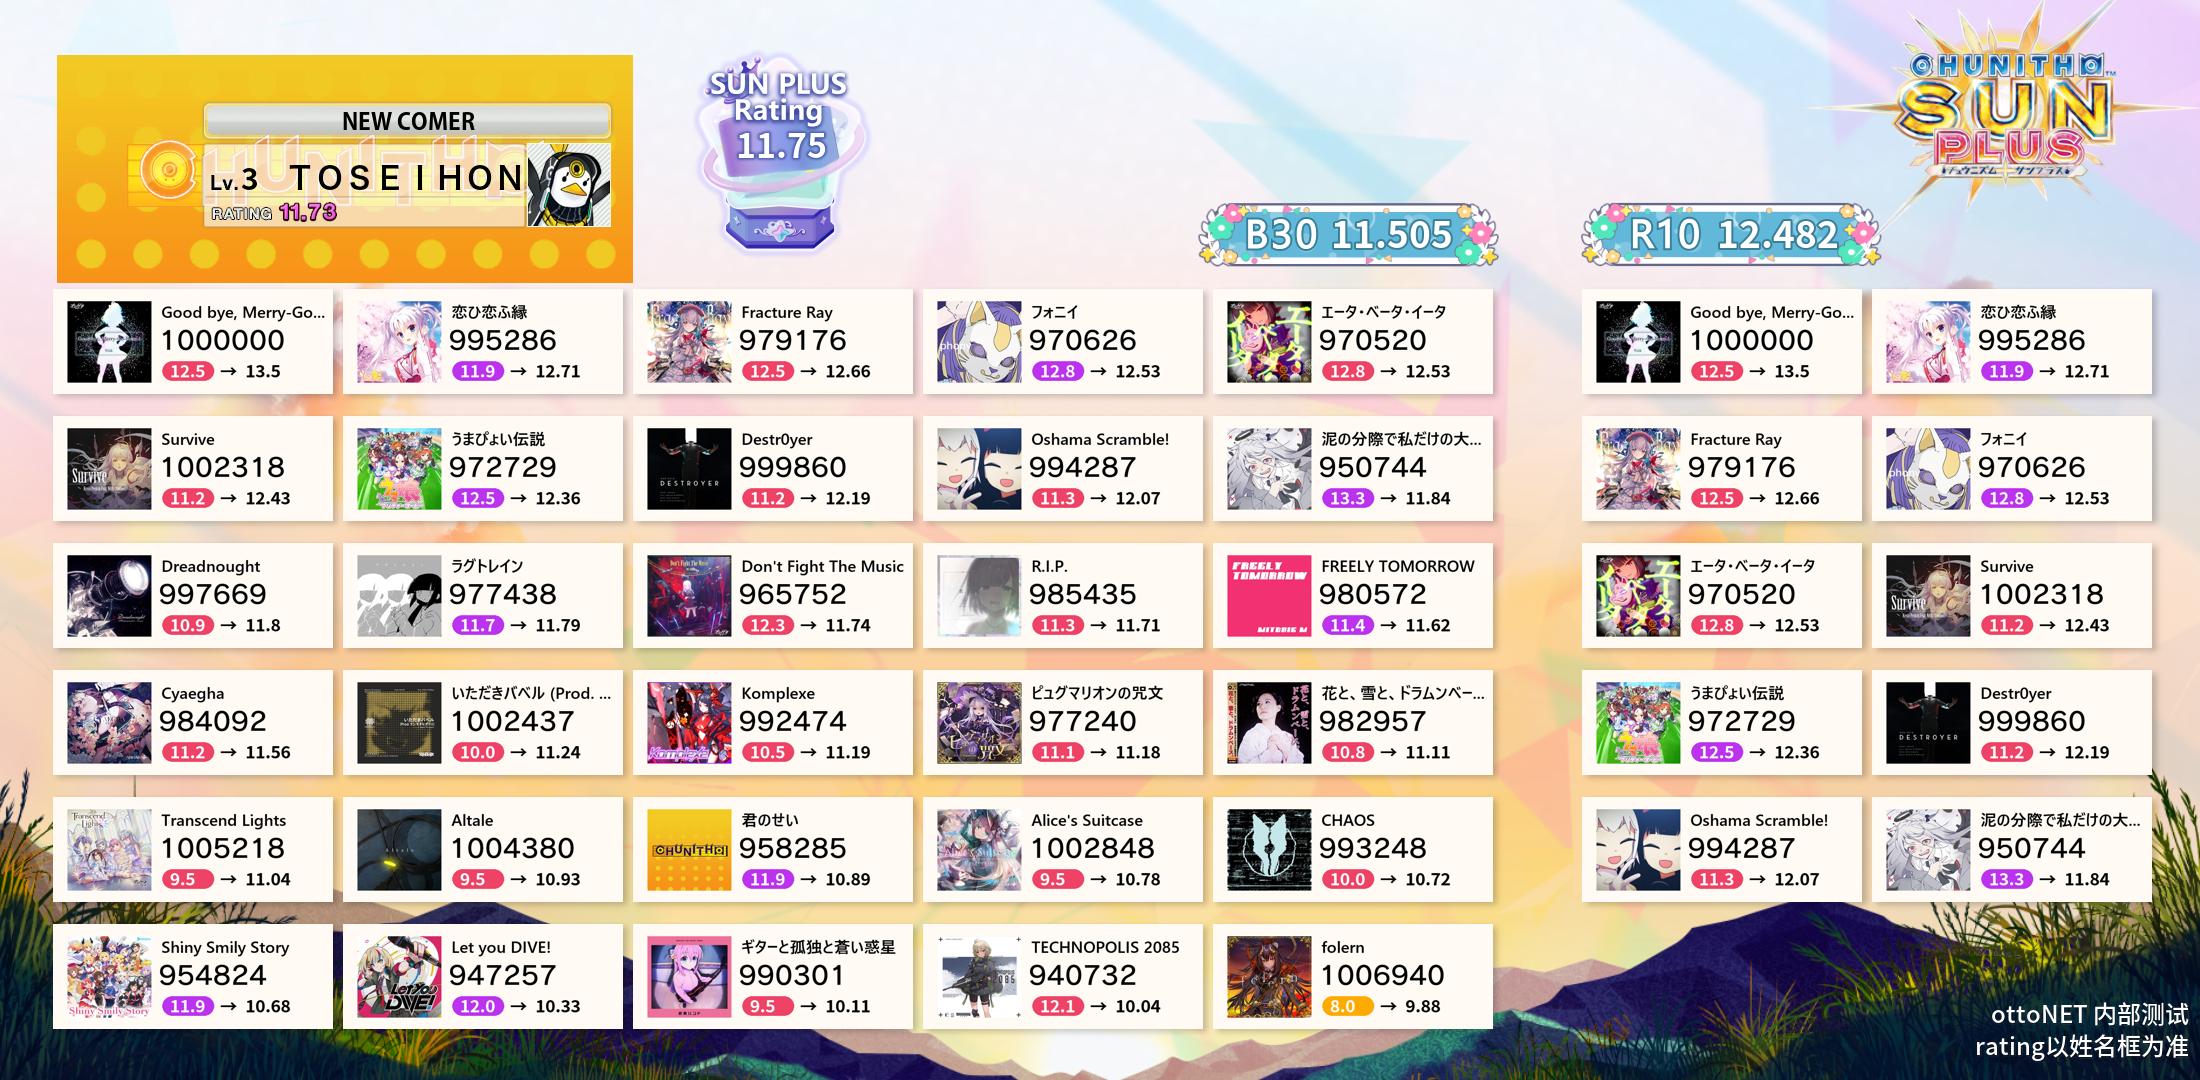 NEW COMER
Lv.3 TOSEIHON
RATING 11.73
SUN PLUS
Rating
11.75
CHUNITHM
SUN
PLUS
B30 11.505
R10 12.482
Good bye, Merry-Go...
1000000
12.5 → 13.5
恋ひ恋ふ縁
995286
11.9 → 12.71
Fracture Ray
979176
12.5 → 12.66
フォニイ
970626
12.8 → 12.53
エータ・ベータ・イータ
970520
12.8 → 12.53
Survive
1002318
11.2 → 12.43
うまぴょい伝説
972729
12.5 → 12.36
Destr0yer
999860
11.2 → 12.19
Oshama Scramble!
994287
11.3 → 12.07
泥の分際で私だけの大...
950744
13.3 → 11.84
Dreadnought
997669
10.9 → 11.8
ラグトレイン
977438
11.7 → 11.79
Don't Fight The Music
965752
12.3 → 11.74
R.I.P.
985435
11.3 → 11.71
FREELY TOMORROW
980572
11.4 → 11.62
Cyaegha
984092
11.2 → 11.56
いただきバベル (Prod. ...
1002437
10.0 → 11.24
Komplexe
992474
10.5 → 11.19
ピュグマリオンの咒文
977240
11.1 → 11.18
花と、雪と、ドラムンベー...
982957
10.8 → 11.11
Transcend Lights
1005218
9.5 → 11.04
Altale
1004380
9.5 → 10.93
君のせい
958285
11.9 → 10.89
Alice's Suitcase
1002848
9.5 → 10.78
CHAOS
993248
10.0 → 10.72
Shiny Smily Story
954824
11.9 → 10.68
Let you DIVE!
947257
12.0 → 10.33
ギターと孤独と蒼い惑星
990301
9.5 → 10.11
TECHNOPOLIS 2085
940732
12.1 → 10.04
folern
1006940
8.0 → 9.88
Good bye, Merry-Go...
1000000
12.5 → 13.5
恋ひ恋ふ縁
995286
11.9 → 12.71
Fracture Ray
979176
12.5 → 12.66
フォニイ
970626
12.8 → 12.53
エータ・ベータ・イータ
970520
12.8 → 12.53
Survive
1002318
11.2 → 12.43
うまぴょい伝説
972729
12.5 → 12.36
Destr0yer
999860
11.2 → 12.19
Oshama Scramble!
994287
11.3 → 12.07
泥の分際で私だけの大...
950744
13.3 → 11.84
ottoNET 内部测试
rating以姓名框为准